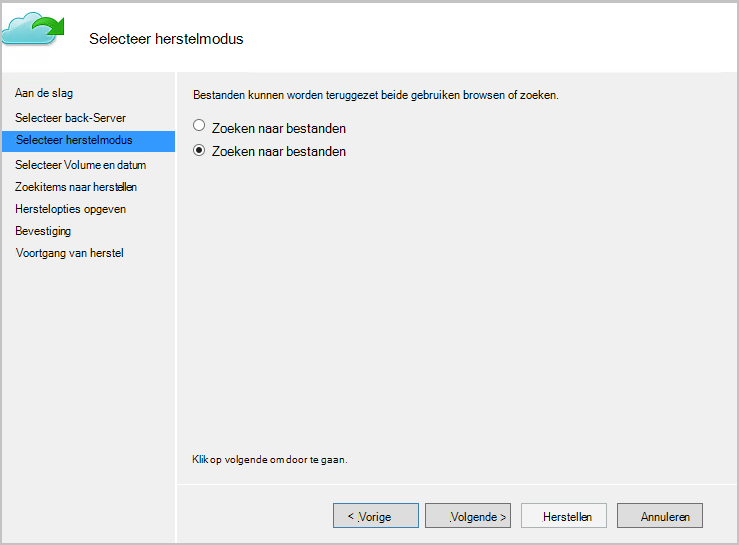 Selecteer herstelmodus
Aan de slag
Selecteer back-Server
Selecteer herstelmodus
Selecteer Volume en datum
Zoekitems naar herstellen
Herstelopties opgeven
Bevestiging
Voortgang van herstel
Bestanden kunnen worden teruggezet beide gebruiken browsen of zoeken.
Zoeken naar bestanden
Zoeken naar bestanden
Klik op volgende om door te gaan.
< Vorige
Volgende >
Herstellen
Annuleren